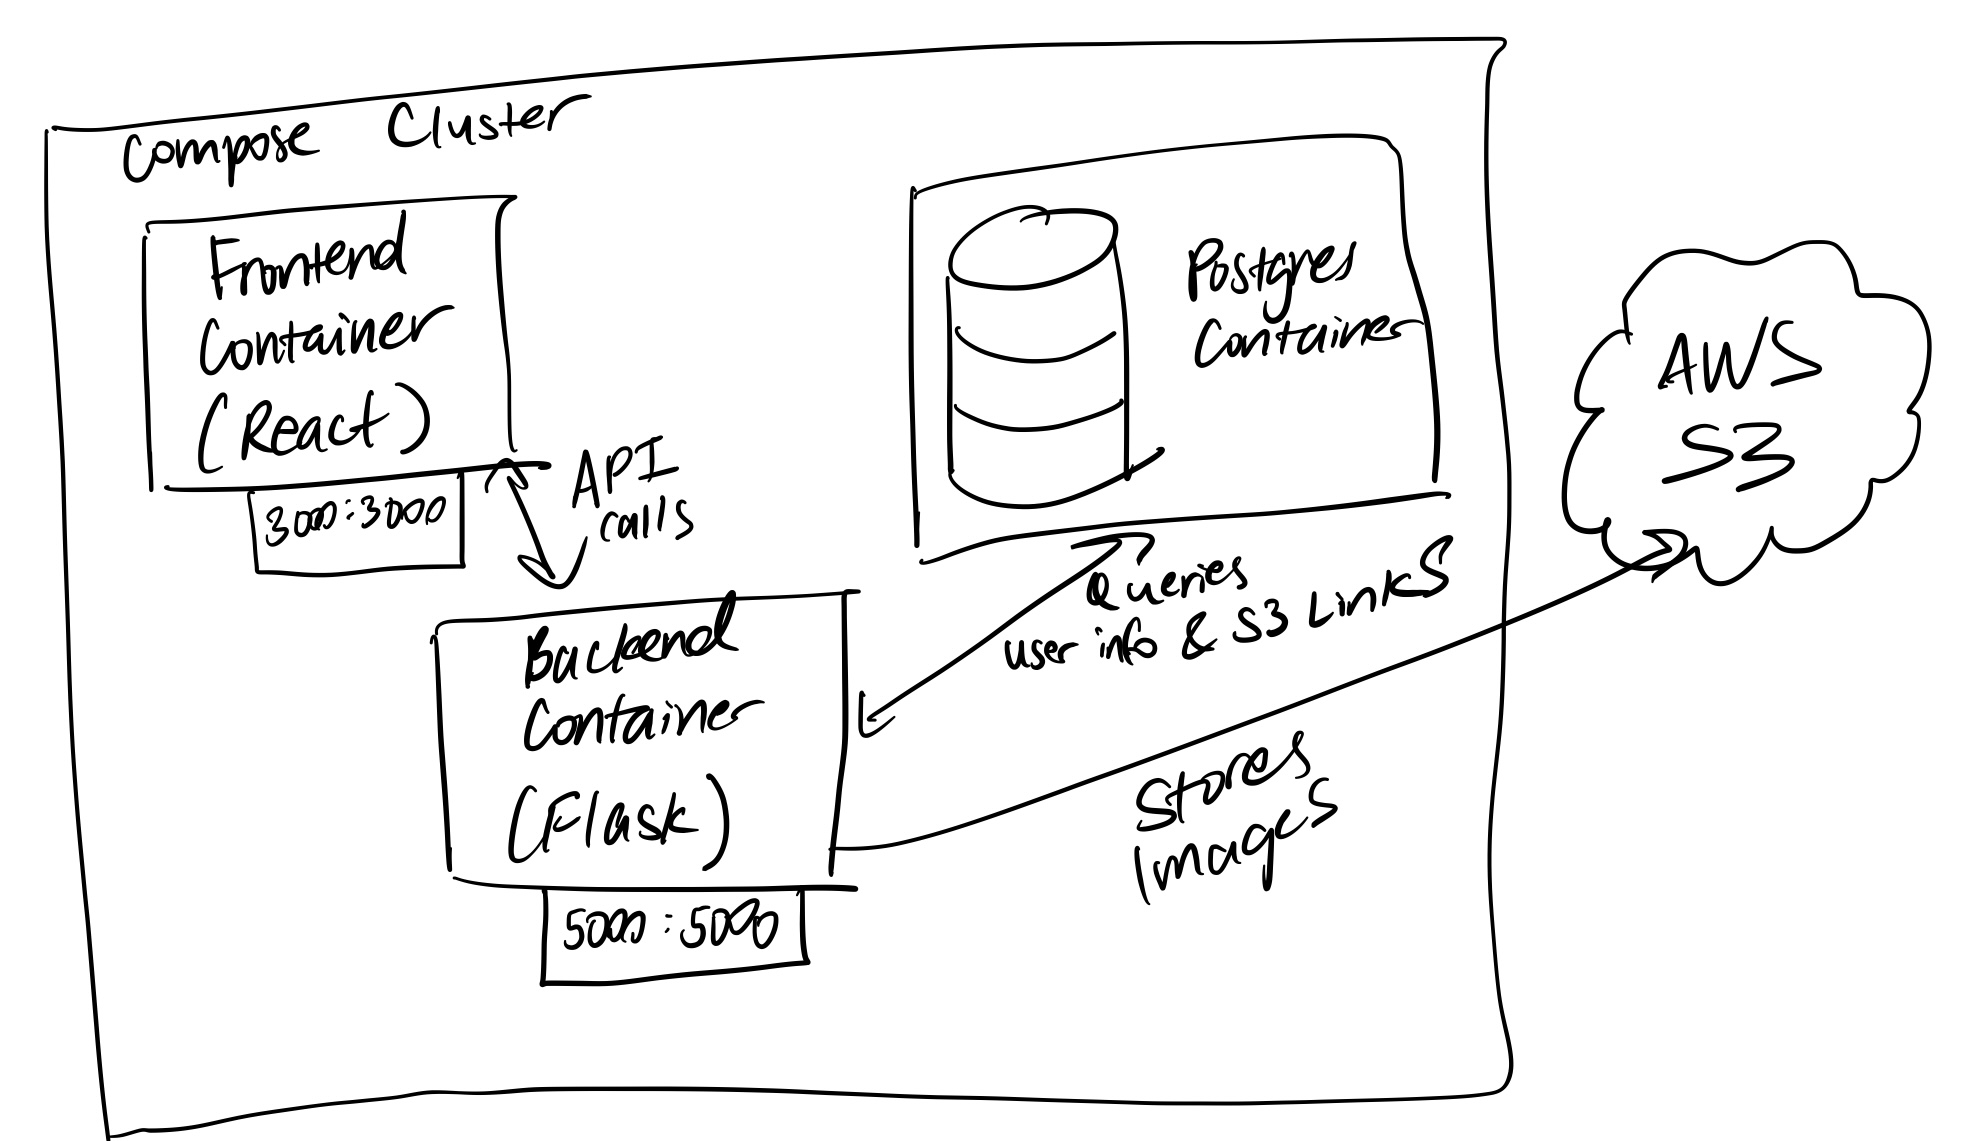 Compose Cluster
Frontend
Container
(React)
3000:3000
API
calls
Postgres
Container
AWS
S3
Queries
user info & S3 Links
Backend
Container
(Flask)
5000:5000
Stores
Images